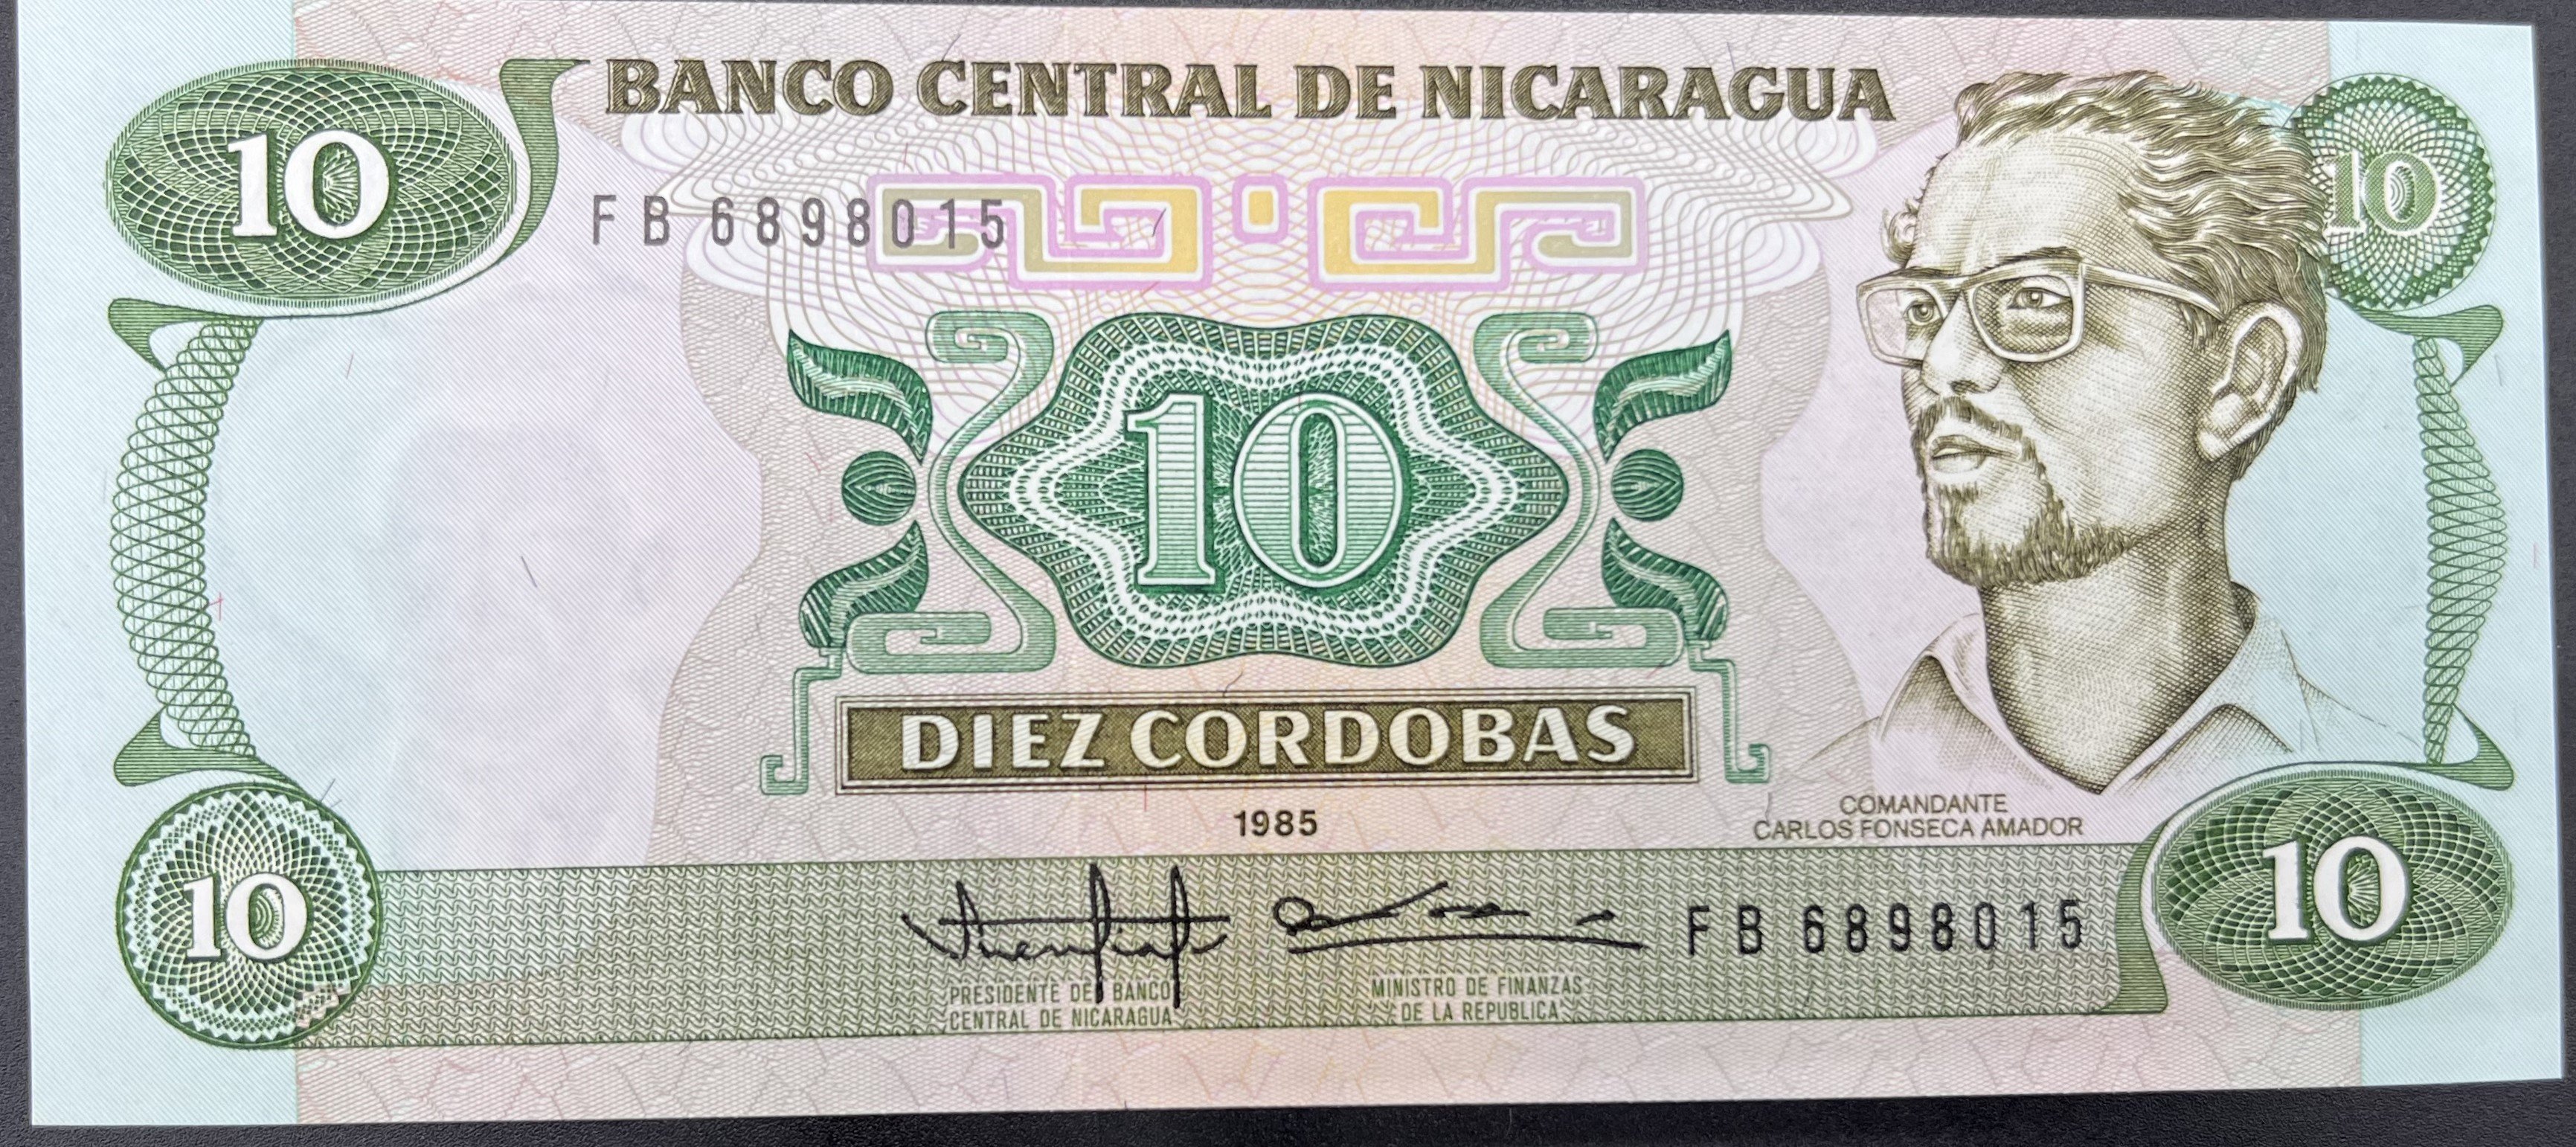 BANCO CENTRAL DE NICARAGUA
10
10
FB 6898015
10
DIEZ CORDOBAS
1985
COMANDANTE
CARLOS FONSECA AMADOR
10
10
FB 6898015
PRESIDENTE DEL BANCO
CENTRAL DE NICARAGUA
MINISTRO DE FINANZAS
DE LA REPUBLICA